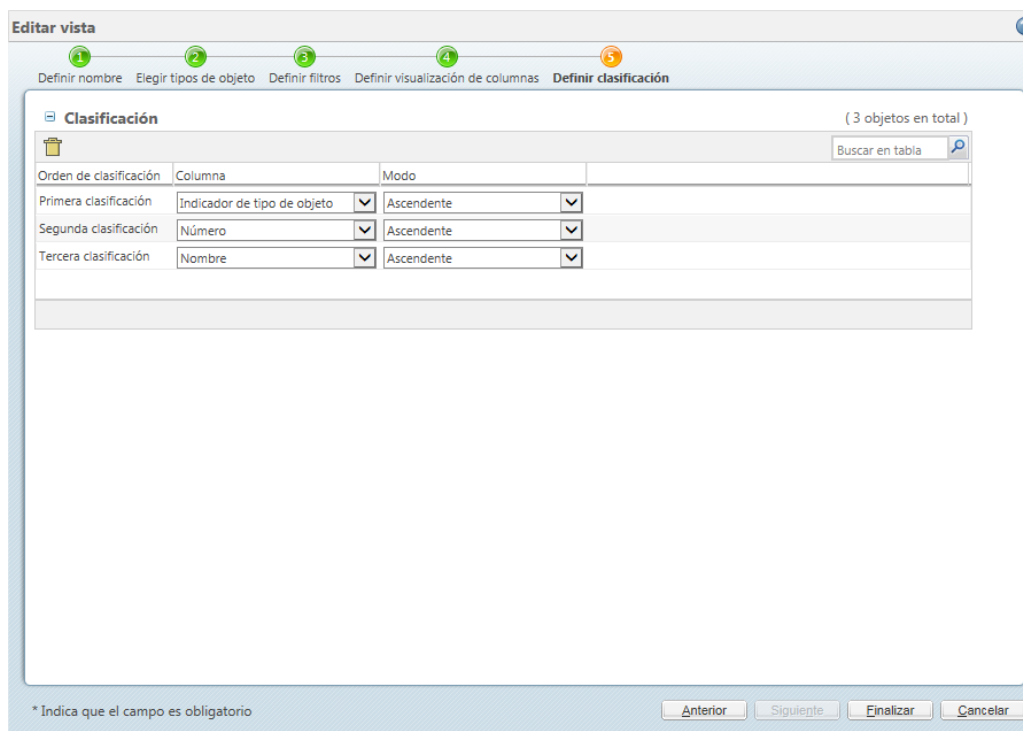 Editar vista
1 2 3 4 5
Definir nombre Elegir tipos de objeto Definir filtros Definir visualización de columnas Definir clasificación
Clasificación ( 3 objetos en total )
Buscar en tabla
Orden de clasificación Columna Modo
Primera clasificación Indicador de tipo de objeto Ascendente
Segunda clasificación Número Ascendente
Tercera clasificación Nombre Ascendente
* Indica que el campo es obligatorio Anterior Siguiente Finalizar Cancelar